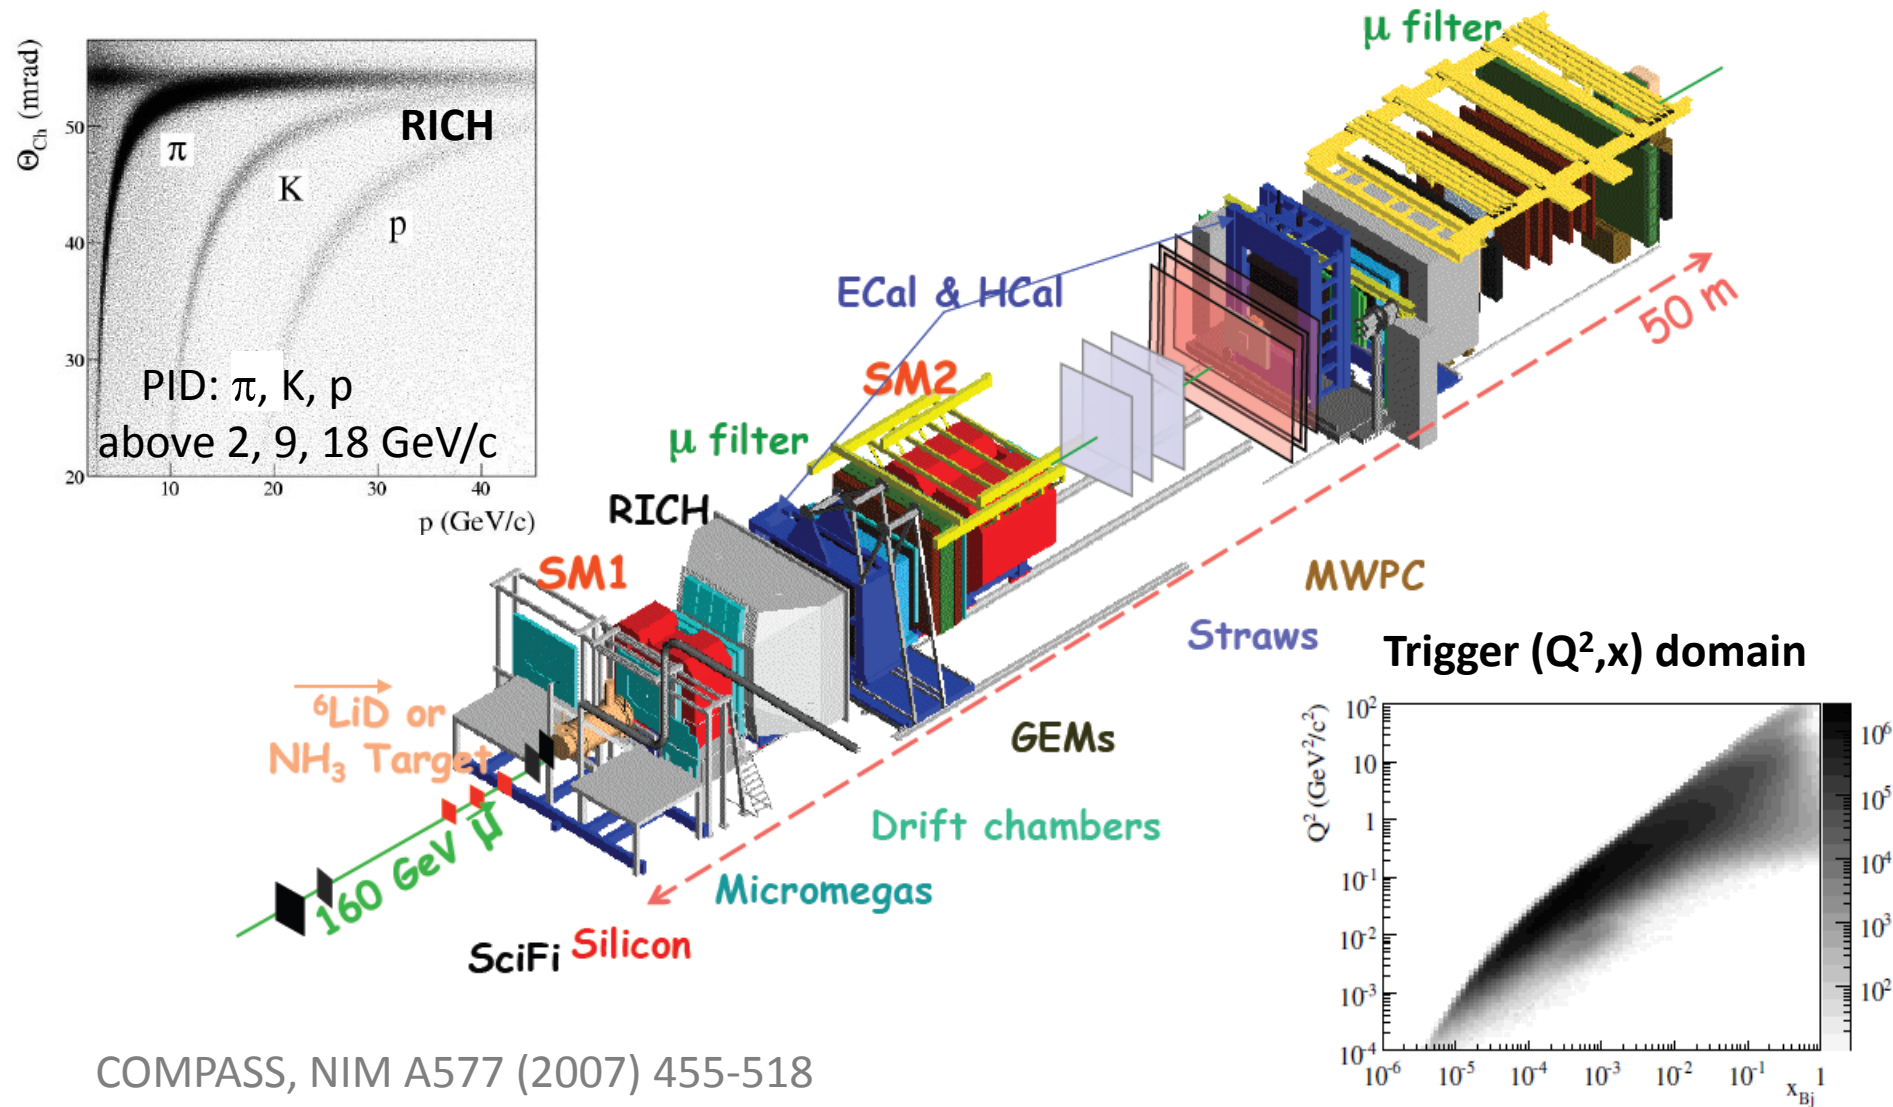 μ filter
ΘCh (mrad)
50
40
30
20
RICH
π
K
p
PID: π, K, p
above 2, 9, 18 GeV/c
10
20
30
40
p (GeV/c)
ECal & HCal
50 m
SM2
μ filter
RICH
SM1
MWPC
Straws
⁶LiD or
NH₃ Target
GEMs
Drift chambers
Micromegas
160 GeV μ
SciFi
Silicon
Trigger (Q²,x) domain
Q² (GeV²/c²)
10²
10
1
10⁻¹
10⁻²
10⁻³
10⁻⁴
10⁻⁶
10⁻⁵
10⁻⁴
10⁻³
10⁻²
10⁻¹
1
xBj
10⁶
10⁵
10⁴
10³
10²
COMPASS, NIM A577 (2007) 455-518